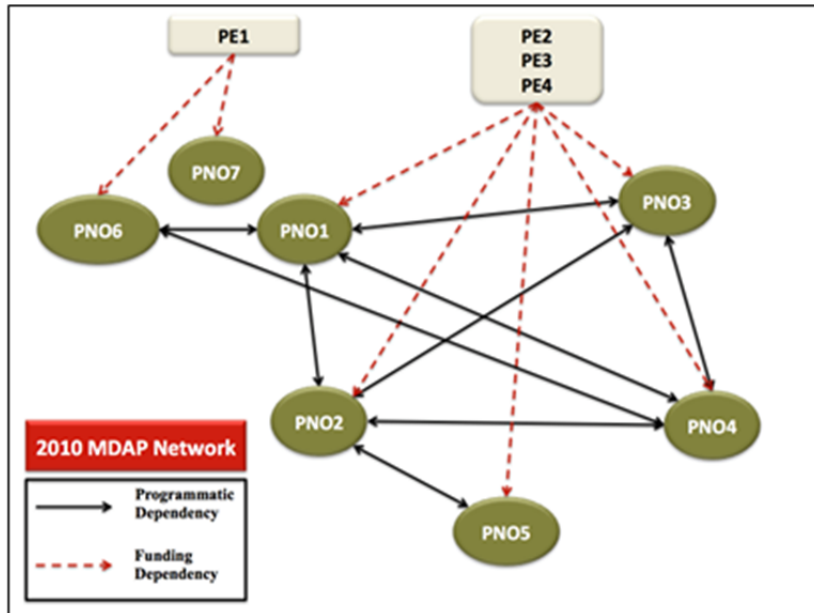 PE1
PE2
PE3
PE4
PNO7
PNO3
PNO6
PNO1
PNO2
PNO4
PNO5
2010 MDAP Network
Programmatic
Dependency
Funding
Dependency